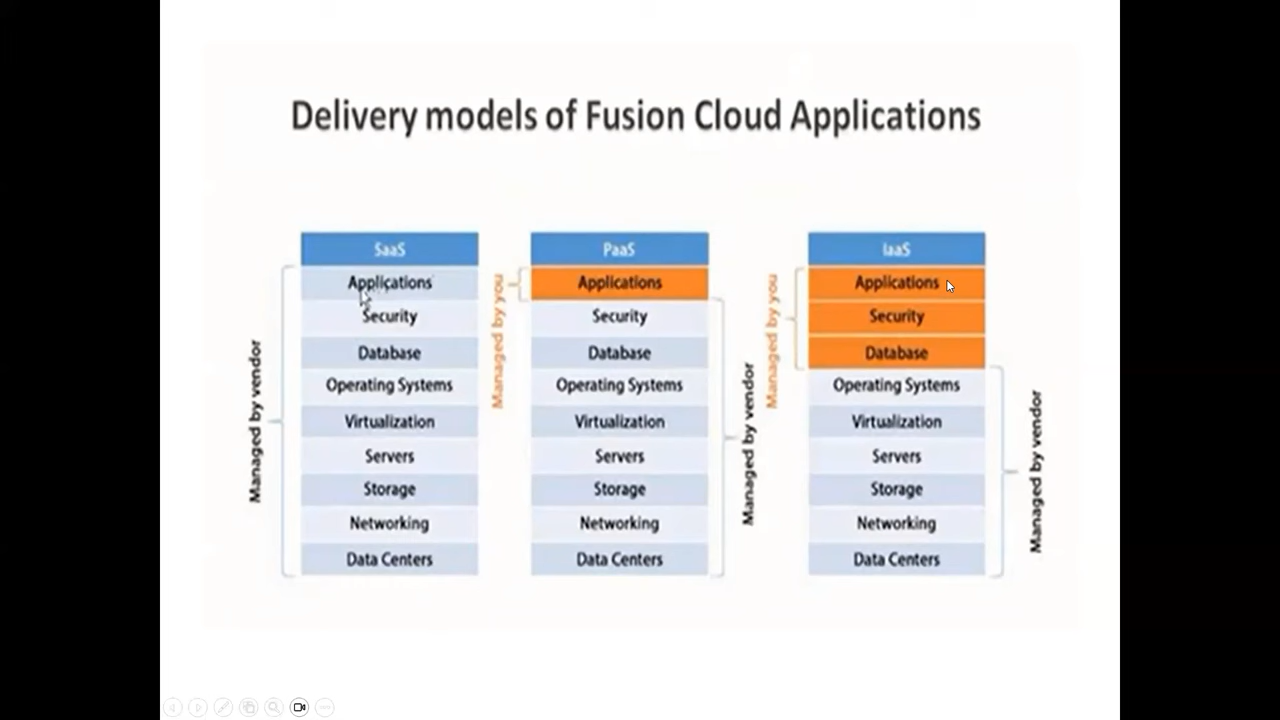 Delivery models of Fusion Cloud Applications
Managed by vendor
SaaS
Applications
Security
Database
Operating Systems
Virtualization
Servers
Storage
Networking
Data Centers
Managed by you
PaaS
Applications
Security
Database
Operating Systems
Virtualization
Servers
Storage
Networking
Data Centers
Managed by vendor
Managed by you
IaaS
Applications
Security
Database
Operating Systems
Virtualization
Servers
Storage
Networking
Data Centers
Managed by vendor